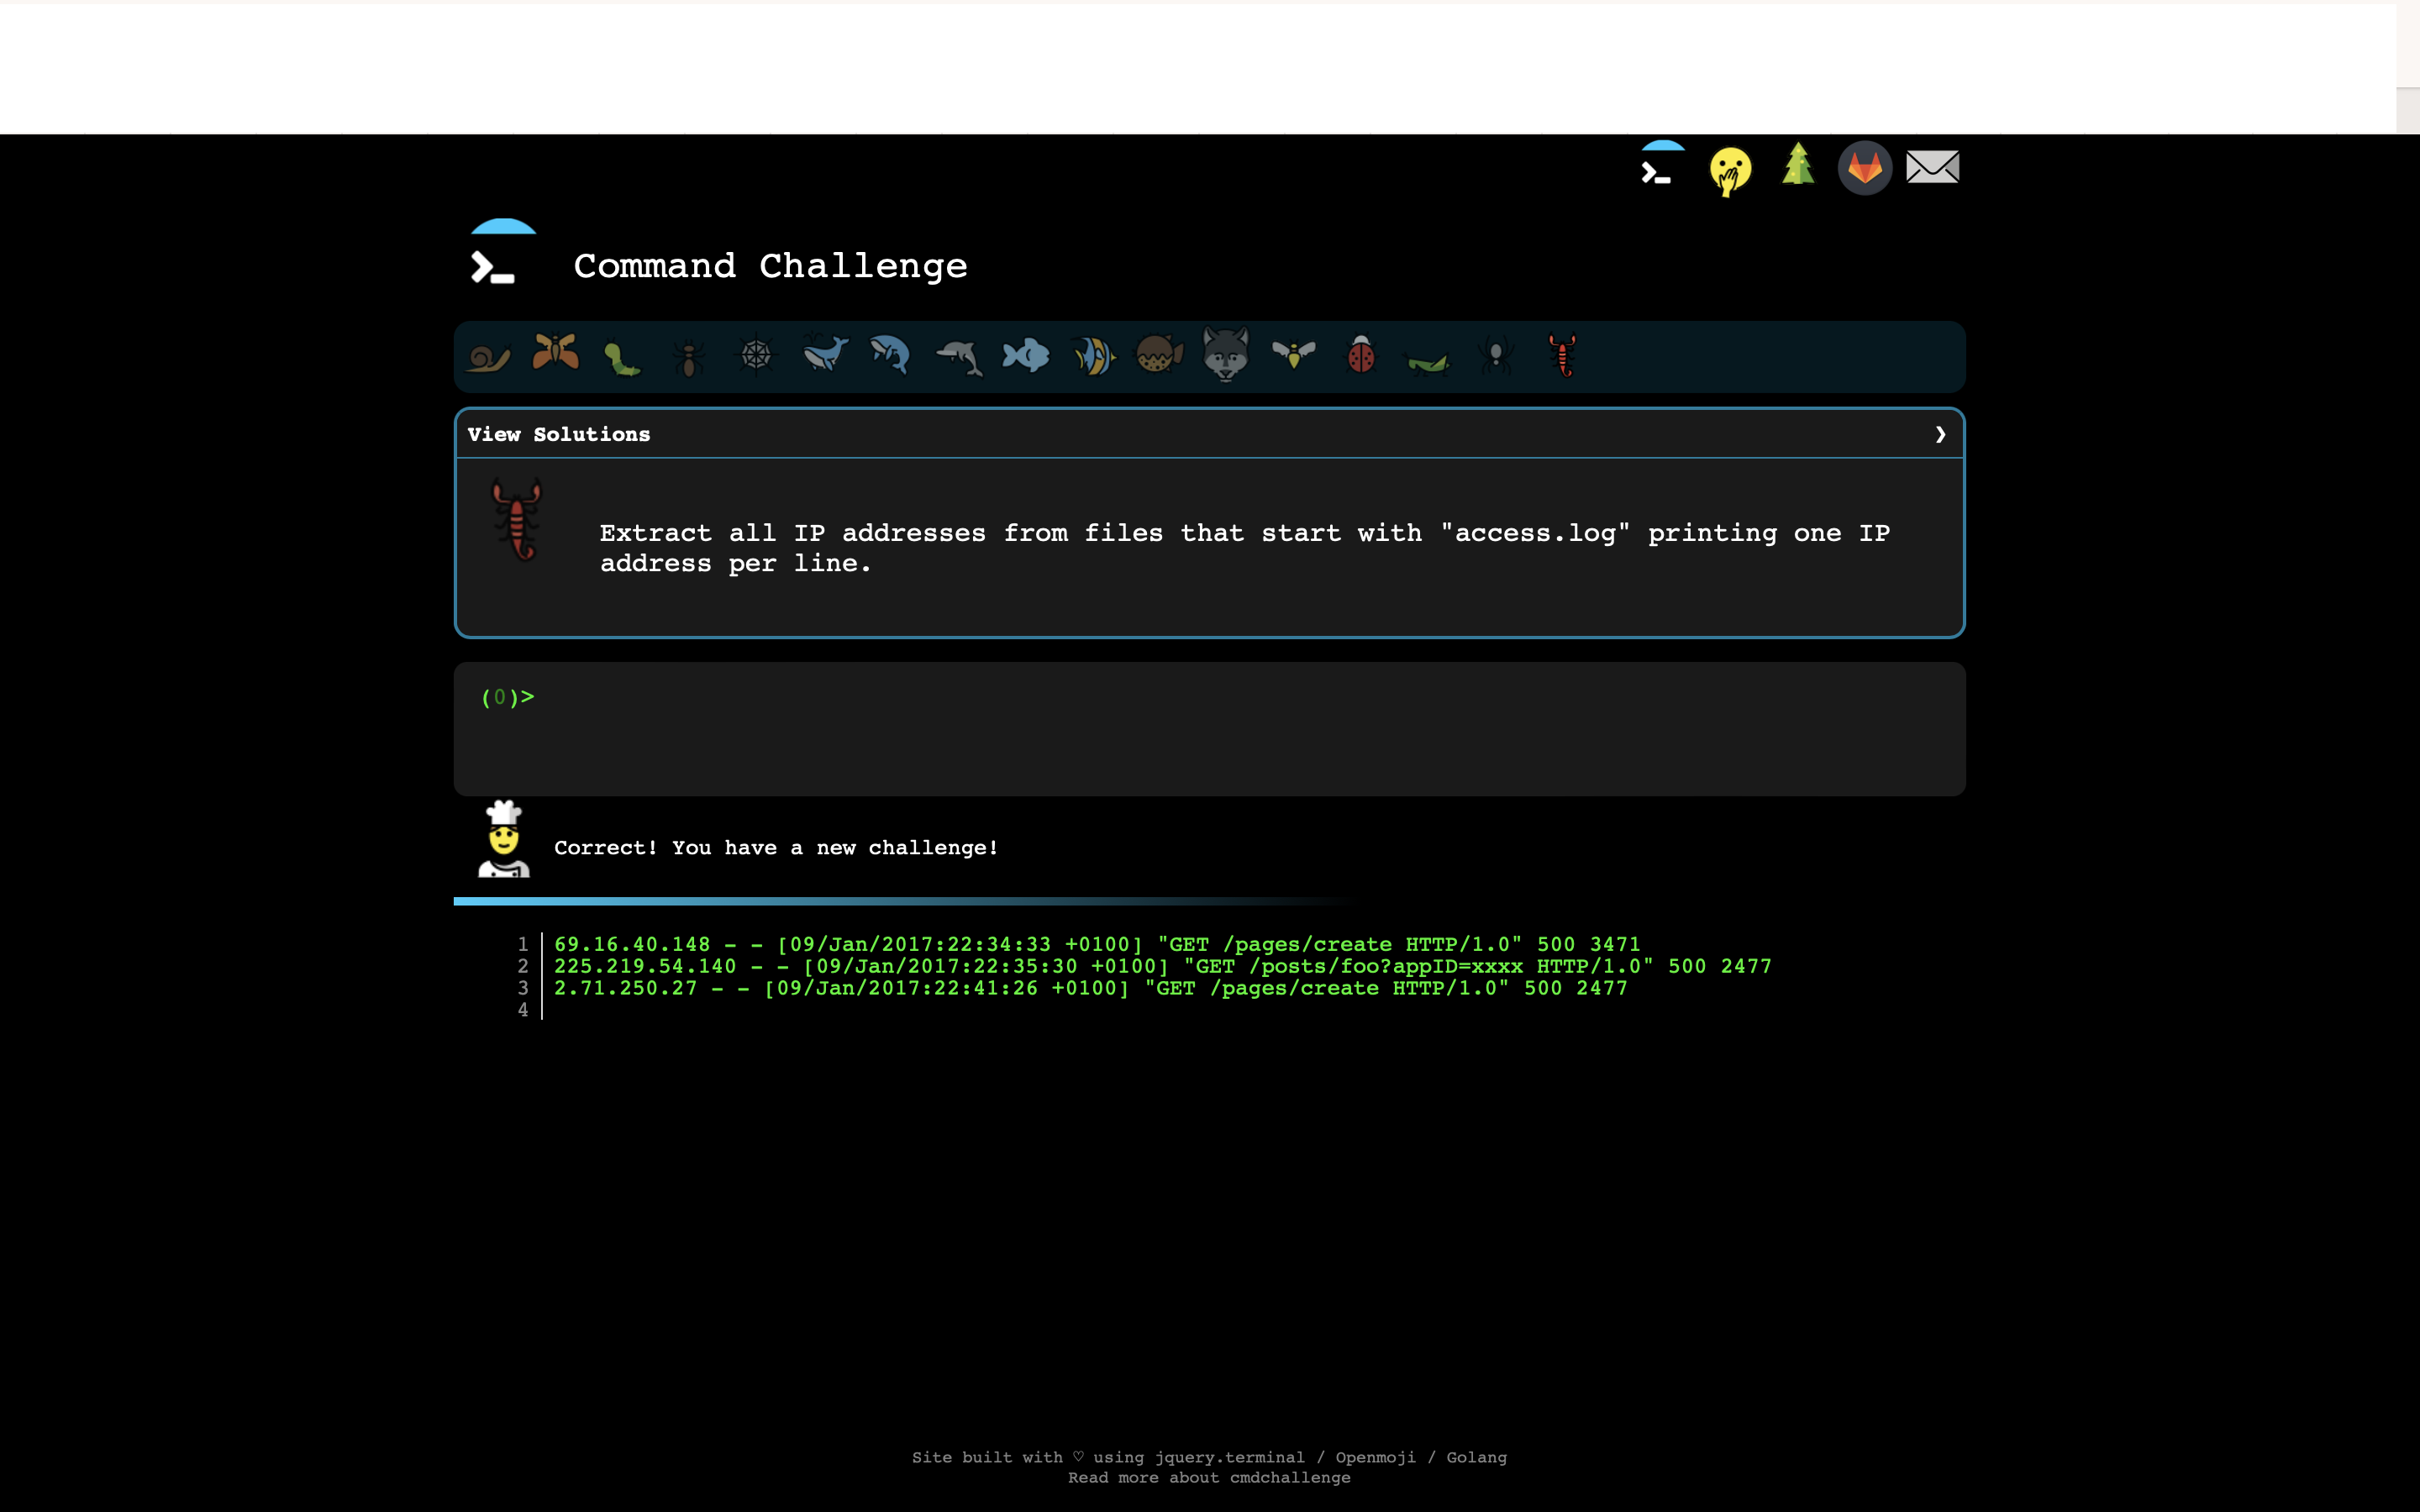 Command Challenge
View Solutions ❯
Extract all IP addresses from files that start with "access.log" printing one IP
address per line.
(0)>
Correct! You have a new challenge!
1 69.16.40.148 - - [09/Jan/2017:22:34:33 +0100] "GET /pages/create HTTP/1.0" 500 3471
2 225.219.54.140 - - [09/Jan/2017:22:35:30 +0100] "GET /posts/foo?appID=xxxx HTTP/1.0" 500 2477
3 2.71.250.27 - - [09/Jan/2017:22:41:26 +0100] "GET /pages/create HTTP/1.0" 500 2477
4
Site built with ♡ using jquery.terminal / Openmoji / Golang
Read more about cmdchallenge